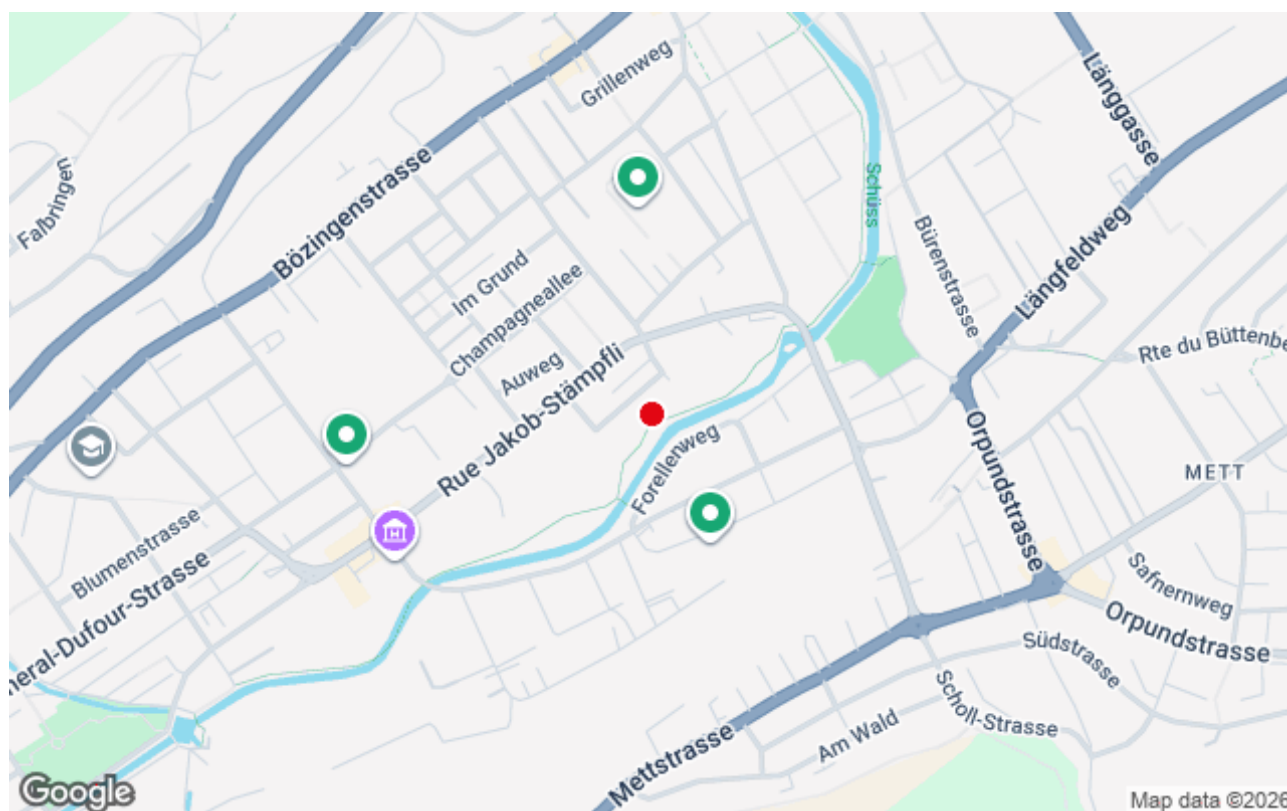 Grillenweg
Länggasse
Falbringen
Bözingenstrasse
Schüss
Im Grund
Bürenstrasse
Längfeldweg
Champagneallee
Auweg
Rte du Büttenbe
Rue Jakob-Stämpfli
Forellenweg
Orpundstrasse
METT
Blumenstrasse
Safnernweg
Orpundstrasse
neral-Dufour-Strasse
Südstrasse
Scholl-Strasse
Am Wald
Mettstrasse
Google
Map data ©2026